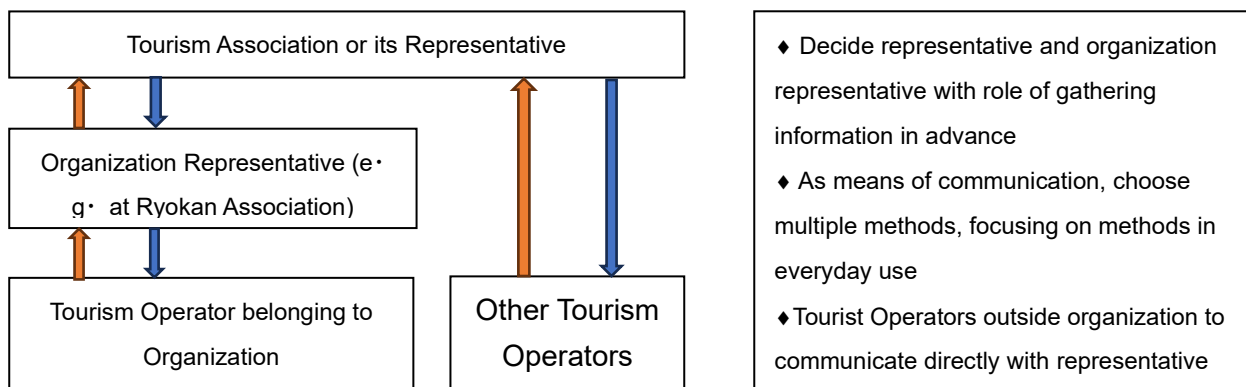 Tourism Association or its Representative
Organization Representative (e・
g・ at Ryokan Association)
Tourism Operator belonging to
Organization
Other Tourism
Operators
♦ Decide representative and organization
representative with role of gathering
information in advance
♦ As means of communication, choose
multiple methods, focusing on methods in
everyday use
♦Tourist Operators outside organization to
communicate directly with representative